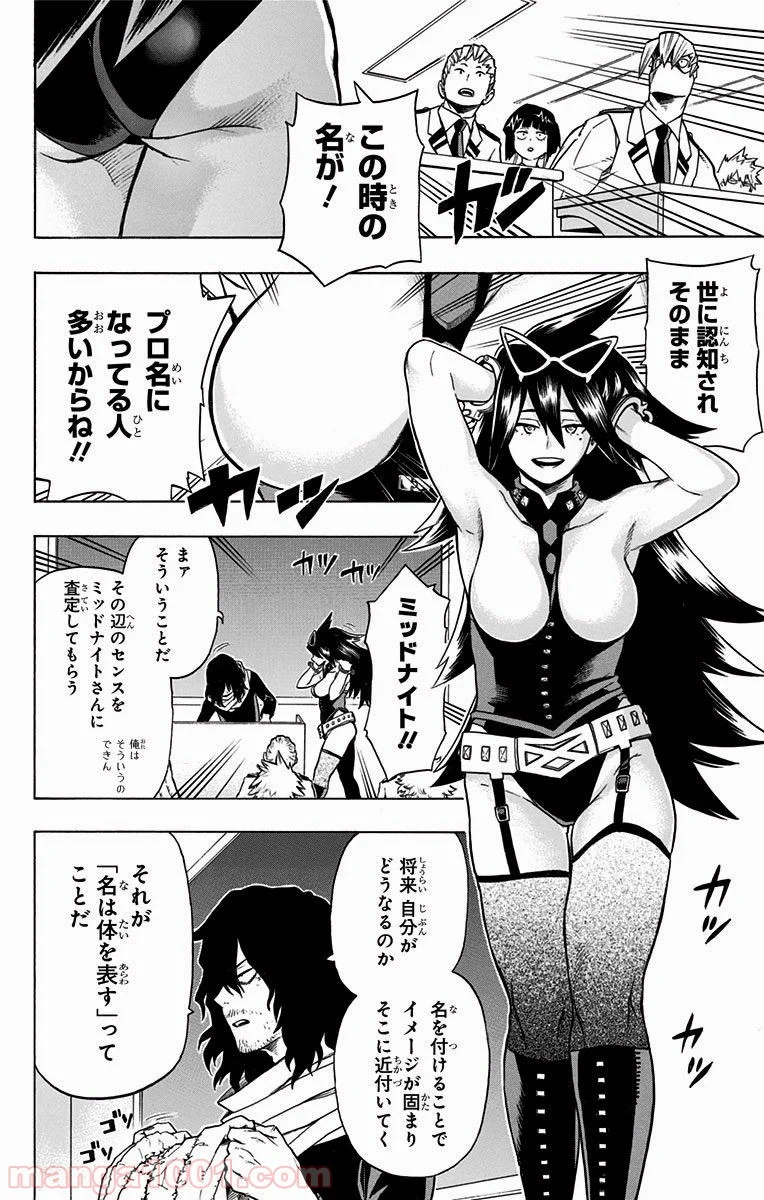 この時の
名が！
ガッ
世に認知され
そのまま
プロ名に
なってる人
多いからね!!
カッ
カッ
ミッドナイト!!
カッ
カッ
まァ
そういうことだ
その辺のセンスを
ミッドナイトさんに
査定してもらう
俺は
そういうの
できん
将来 自分が
どうなるのか
名を付けることで
イメージが固まり
そこに近付いてく
それが
「名は体を表す」って
ことだ
カッ
カッ
ゴソ
ゴソ
manga1001.com